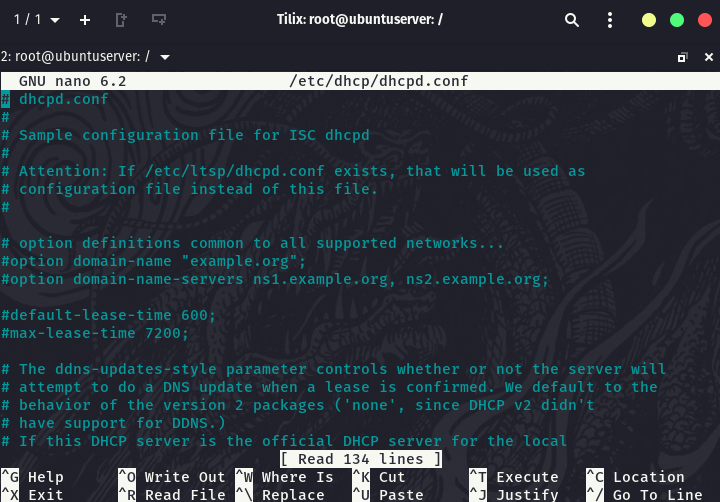 1 / 1
Tilix: root@ubuntuserver: /
2: root@ubuntuserver: /
GNU nano 6.2 /etc/dhcp/dhcpd.conf
# dhcpd.conf
#
# Sample configuration file for ISC dhcpd
#
# Attention: If /etc/ltsp/dhcpd.conf exists, that will be used as
# configuration file instead of this file.
#
# option definitions common to all supported networks...
#option domain-name "example.org";
#option domain-name-servers ns1.example.org, ns2.example.org;
#default-lease-time 600;
#max-lease-time 7200;
# The ddns-updates-style parameter controls whether or not the server will
# attempt to do a DNS update when a lease is confirmed. We default to the
# behavior of the version 2 packages ('none', since DHCP v2 didn't
# have support for DDNS.)
# If this DHCP server is the official DHCP server for the local
[ Read 134 lines ]
^G Help ^O Write Out ^W Where Is ^K Cut ^T Execute ^C Location
^X Exit ^R Read File ^\ Replace ^U Paste ^J Justify ^/ Go To Line